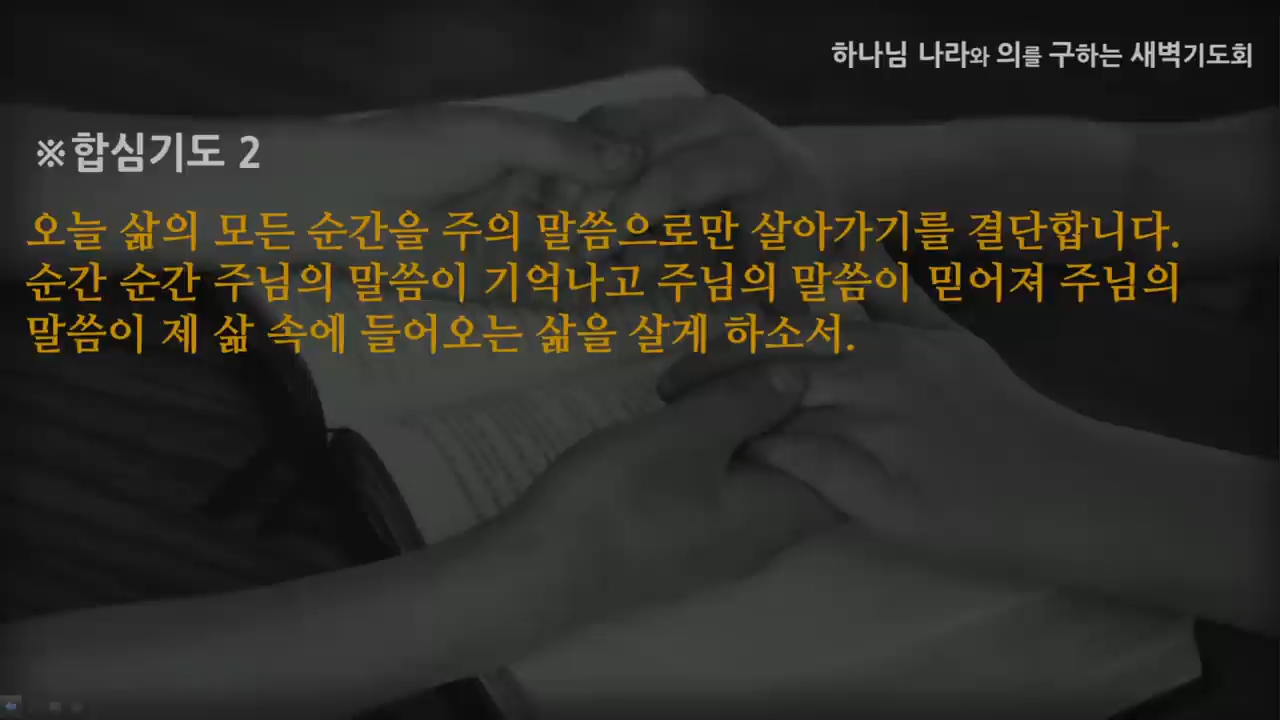 하나님 나라와 의를 구하는 새벽기도회
※합심기도 2
오늘 삶의 모든 순간을 주의 말씀으로만 살아가기를 결단합니다.
순간 순간 주님의 말씀이 기억나고 주님의 말씀이 믿어져 주님의
말씀이 제 삶 속에 들어오는 삶을 살게 하소서.